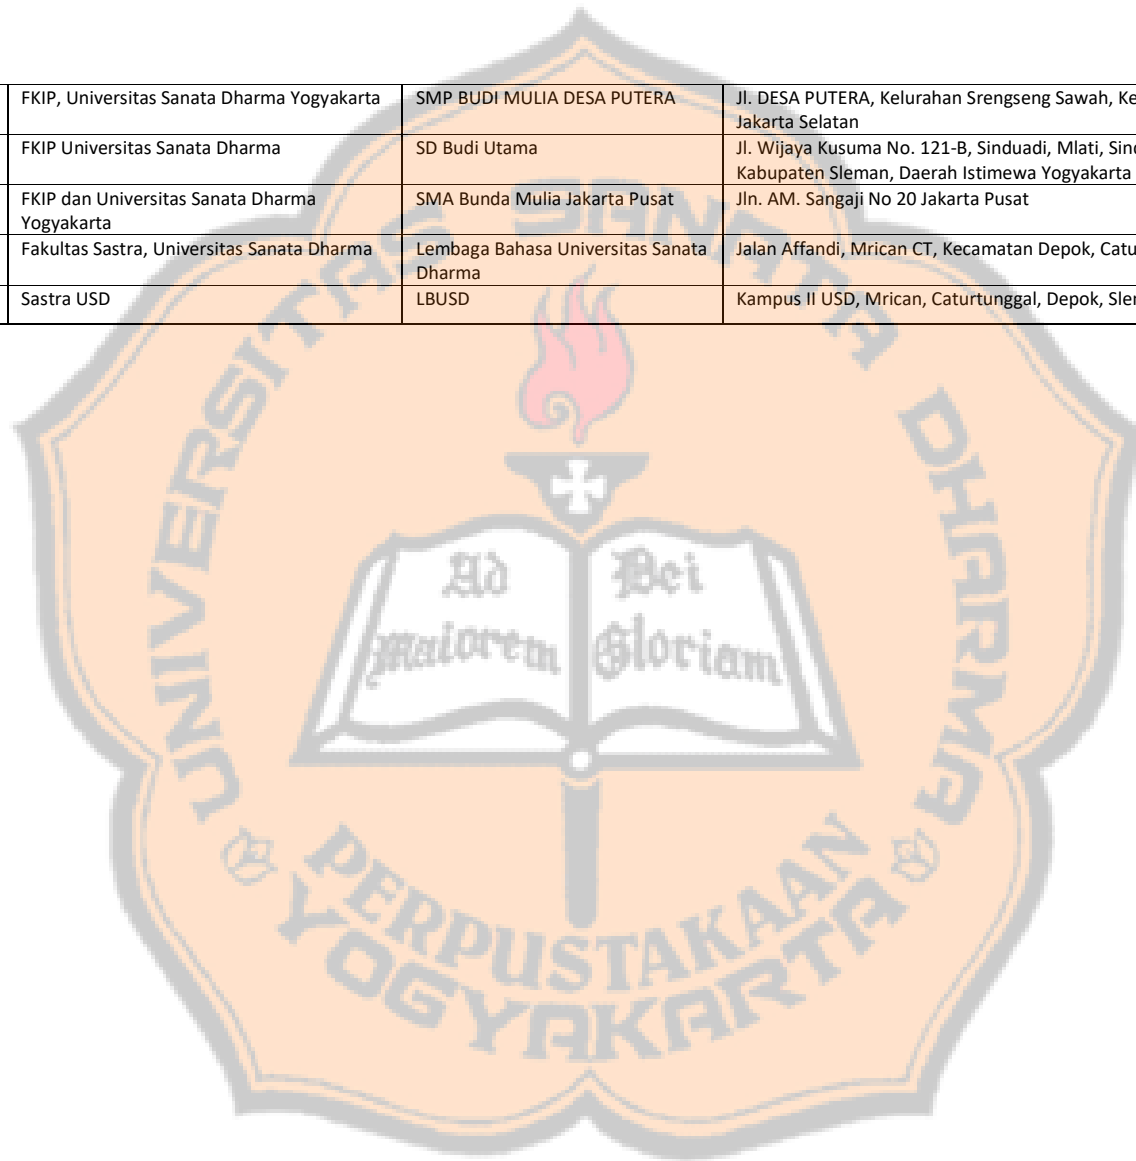 FKIP, Universitas Sanata Dharma Yogyakarta SMP BUDI MULIA DESA PUTERA Jl. DESA PUTERA, Kelurahan Srengseng Sawah, Ke
Jakarta Selatan
FKIP Universitas Sanata Dharma SD Budi Utama Jl. Wijaya Kusuma No. 121-B, Sinduadi, Mlati,
Kabupaten Sleman, Daerah Istimewa Yogyakarta
FKIP dan Universitas Sanata Dharma SMA Bunda Mulia Jakarta Pusat Jln. AM. Sangaji No 20 Jakarta Pusat
Yogyakarta
Fakultas Sastra, Universitas Sanata Dharma Lembaga Bahasa Universitas Sanata Jalan Affandi, Mrican CT, Kecamatan Depok, Catu
Dharma
Sastra USD LBUSD Kampus II USD, Mrican, Caturtunggal, Depok,
UNIVERSITAS SANATA DHARMA
Ad Dei
maiorem Gloriam
PERPUSTAKAAN
YOGYAKARTA